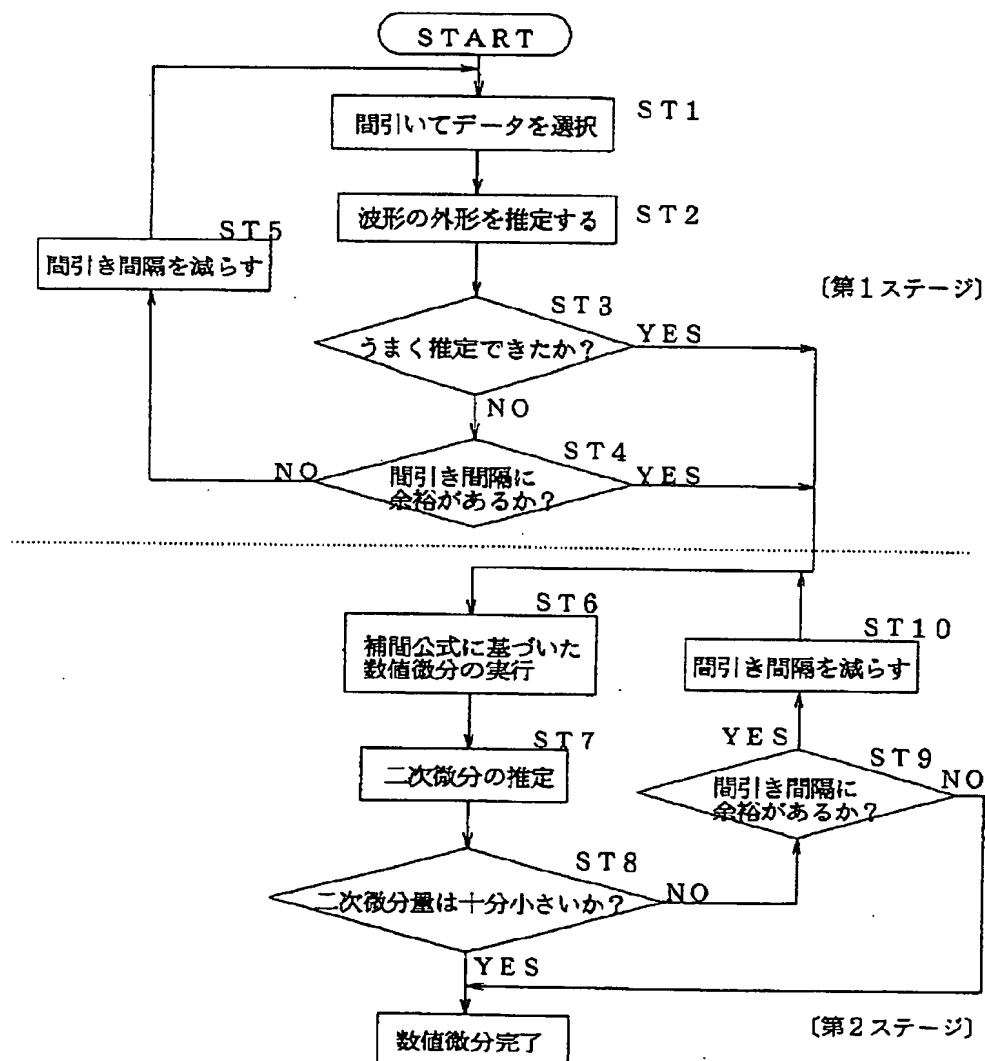 START
ST1
間引いてデータを選択
ST2
波形の外形を推定する
ST5
間引き間隔を減らす
〔第1ステージ〕
ST3
うまく推定できたか？
YES
NO
ST4
間引き間隔に
余裕があるか？
NO
YES
ST6
補間公式に基づいた
数値微分の実行
ST10
間引き間隔を減らす
ST7
二次微分の推定
YES
ST9
間引き間隔に
余裕があるか？
NO
ST8
二次微分量は十分小さいか？
NO
YES
〔第2ステージ〕
数値微分完了